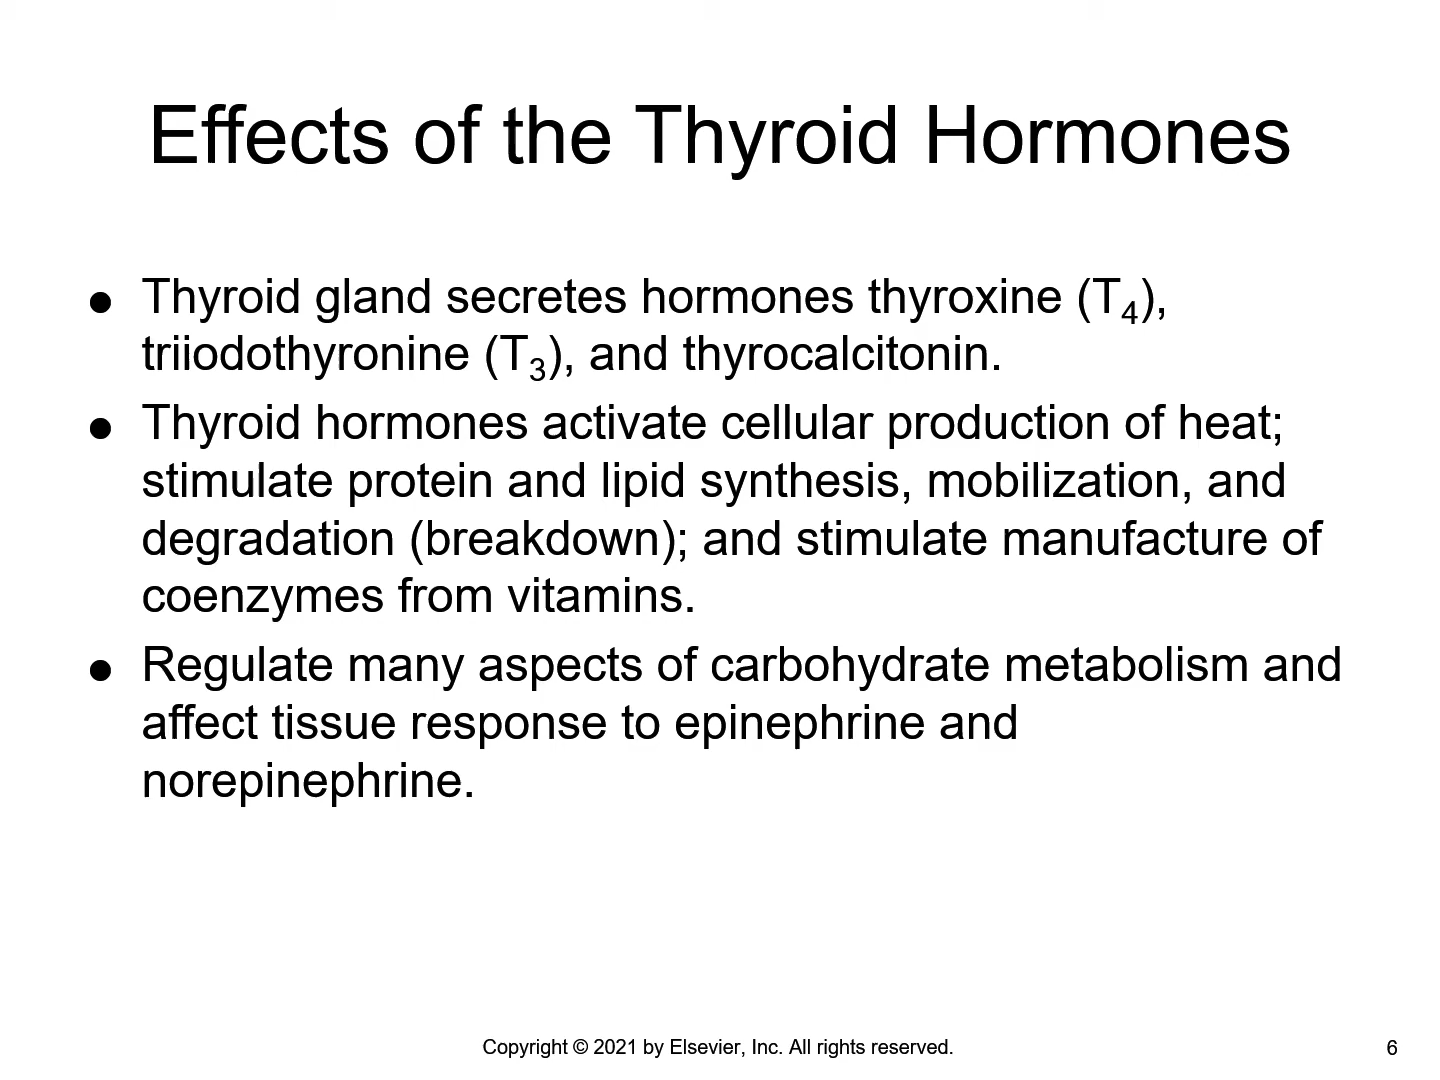 Effects of the Thyroid Hormones
● Thyroid gland secretes hormones thyroxine (T₄),
triiodothyronine (T₃), and thyrocalcitonin.
● Thyroid hormones activate cellular production of heat;
stimulate protein and lipid synthesis, mobilization, and
degradation (breakdown); and stimulate manufacture of
coenzymes from vitamins.
● Regulate many aspects of carbohydrate metabolism and
affect tissue response to epinephrine and
norepinephrine.
Copyright © 2021 by Elsevier, Inc. All rights reserved.
6